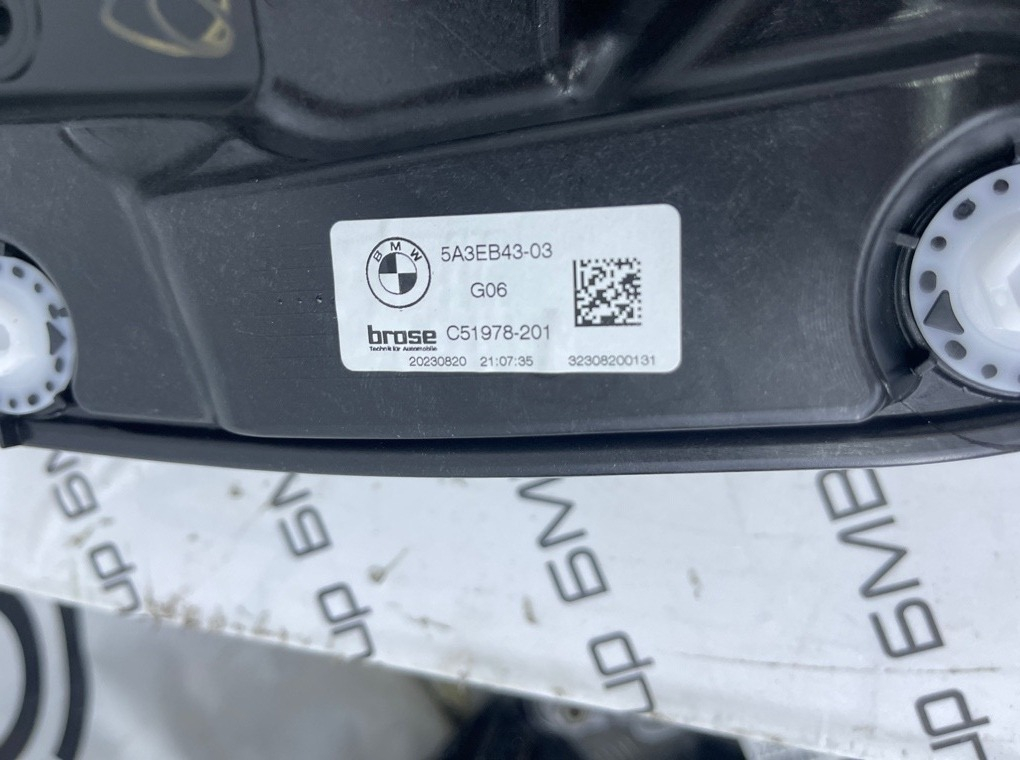 BMW
5A3EB43-03
G06
brose C51978-201
Technik für Automobile
20230820 21:07:35 32308200131